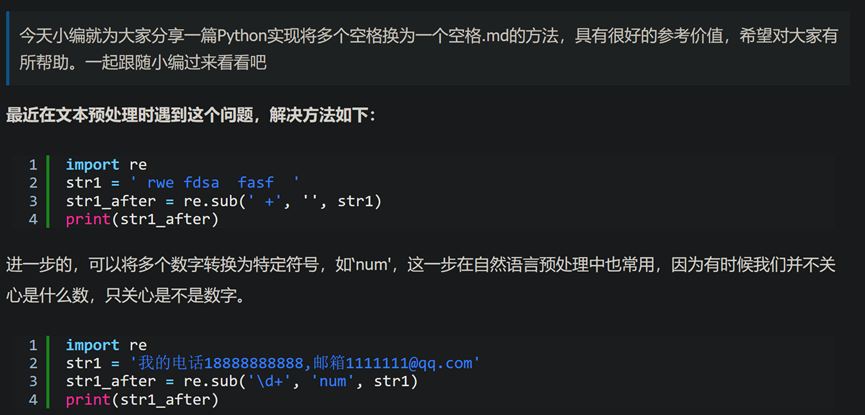 今天小编就为大家分享一篇Python实现将多个空格换为一个空格.md的方法，具有很好的参考价值，希望对大家有
所帮助。一起跟随小编过来看看吧
最近在文本预处理时遇到这个问题，解决方法如下：
1 import re
2 str1 = ' rwe fdsa  fasf  '
3 str1_after = re.sub(' +', '', str1)
4 print(str1_after)
进一步的，可以将多个数字转换为特定符号，如‘num'，这一步在自然语言预处理中也常用，因为有时候我们并不关
心是什么数，只关心是不是数字。
1 import re
2 str1 = '我的电话18888888888,邮箱1111111@qq.com'
3 str1_after = re.sub('\d+', 'num', str1)
4 print(str1_after)